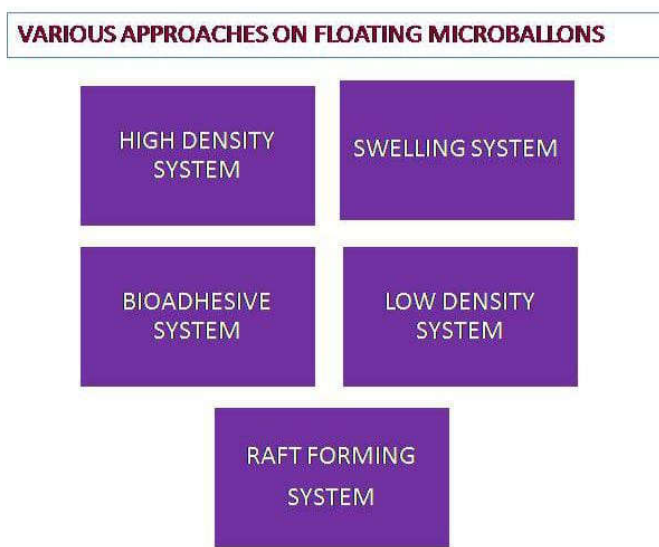 VARIOUS APPROACHES ON FLOATING MICROBALLONS
HIGH DENSITY
SYSTEM
SWELLING SYSTEM
BIOADHESIVE
SYSTEM
LOW DENSITY
SYSTEM
RAFT FORMING
SYSTEM